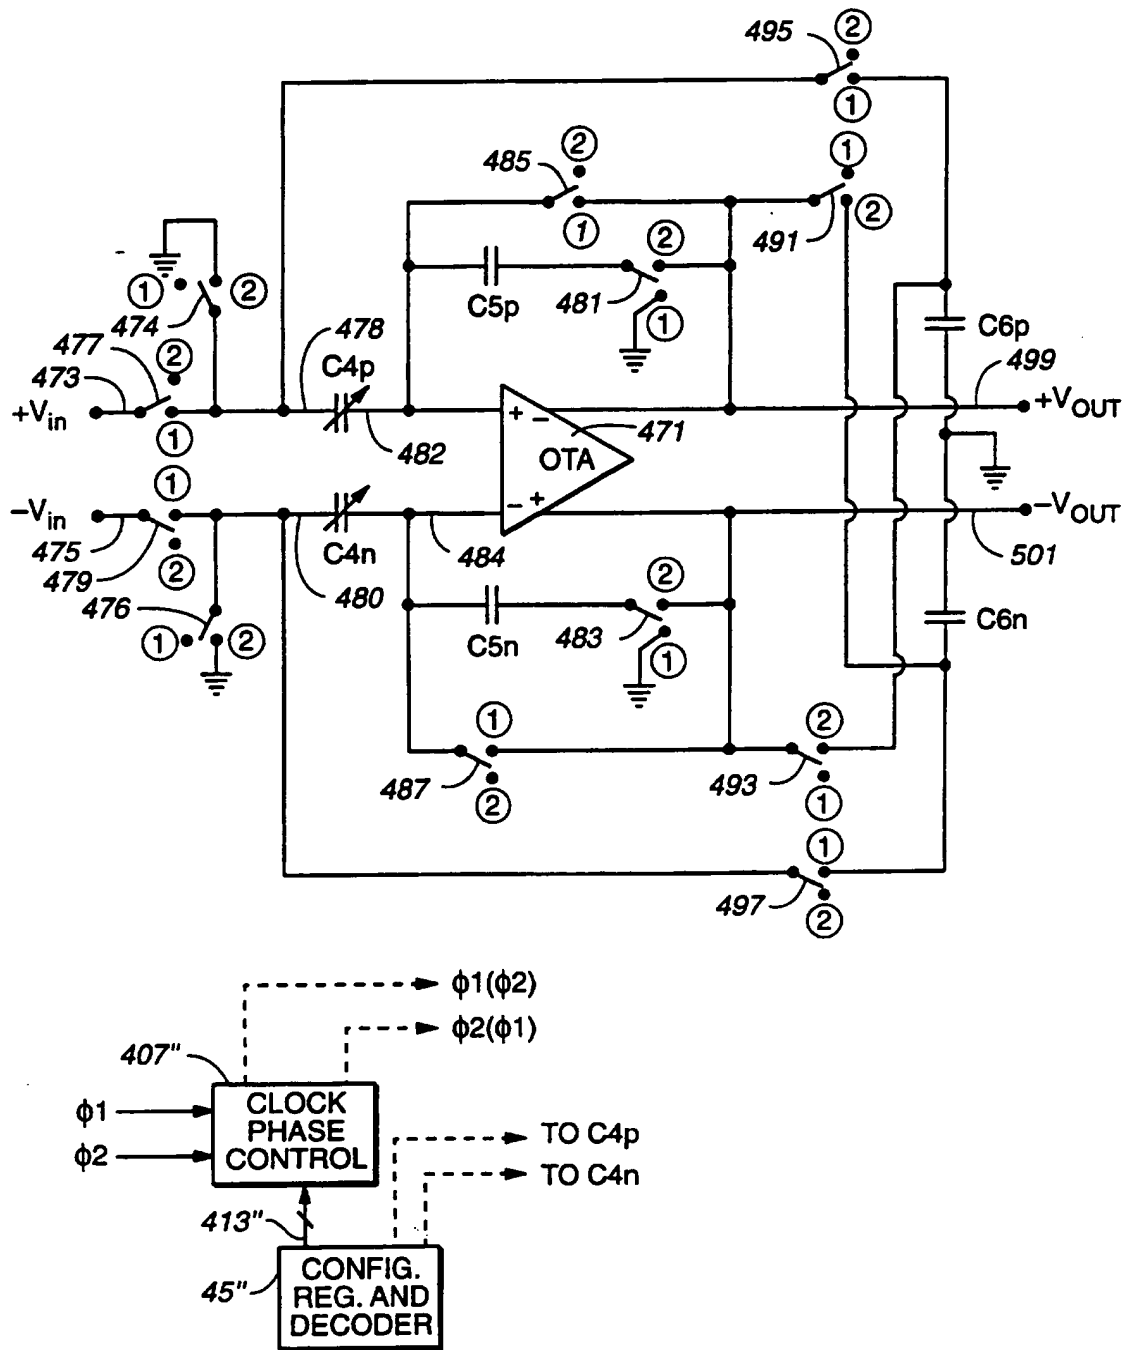 495
②
①
485
②
①
①
②
491
②
①
481
C5p
①
②
474
477
473
②
478
C4p
C6p
499
+Vin
①
482
+
−
OTA
471
+VOUT
①
−
+
−Vin
475
479
②
C4n
480
484
−VOUT
501
476
①
②
C5n
②
483
①
C6n
①
487
②
②
493
①
①
497
②
ϕ1(ϕ2)
ϕ2(ϕ1)
407"
ϕ1
ϕ2
CLOCK
PHASE
CONTROL
TO C4p
TO C4n
413"
45"
CONFIG.
REG. AND
DECODER